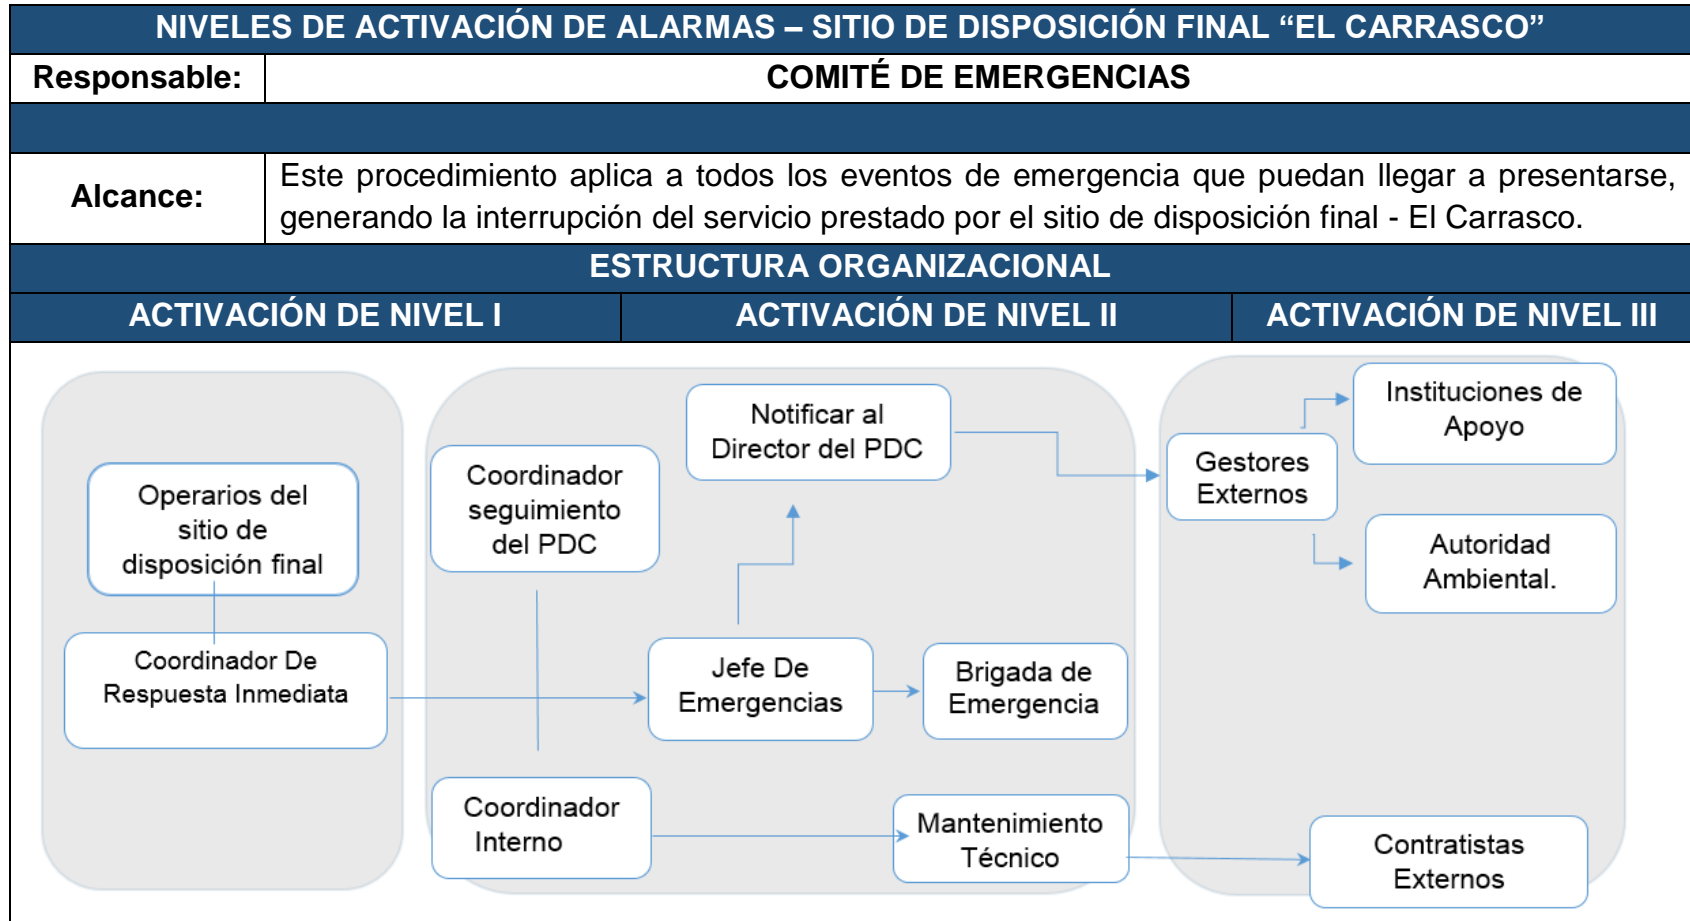 NIVELES DE ACTIVACIÓN DE ALARMAS – SITIO DE DISPOSICIÓN FINAL “EL CARRASCO”
Responsable:
COMITÉ DE EMERGENCIAS
Alcance:
Este procedimiento aplica a todos los eventos de emergencia que puedan llegar a presentarse,
generando la interrupción del servicio prestado por el sitio de disposición final - El Carrasco.
ESTRUCTURA ORGANIZACIONAL
ACTIVACIÓN DE NIVEL I
ACTIVACIÓN DE NIVEL II
ACTIVACIÓN DE NIVEL III
Operarios del
sitio de
disposición final
Coordinador De
Respuesta Inmediata
Coordinador
seguimiento
del PDC
Notificar al
Director del PDC
Jefe De
Emergencias
Brigada de
Emergencia
Coordinador
Interno
Mantenimiento
Técnico
Gestores
Externos
Instituciones de
Apoyo
Autoridad
Ambiental.
Contratistas
Externos